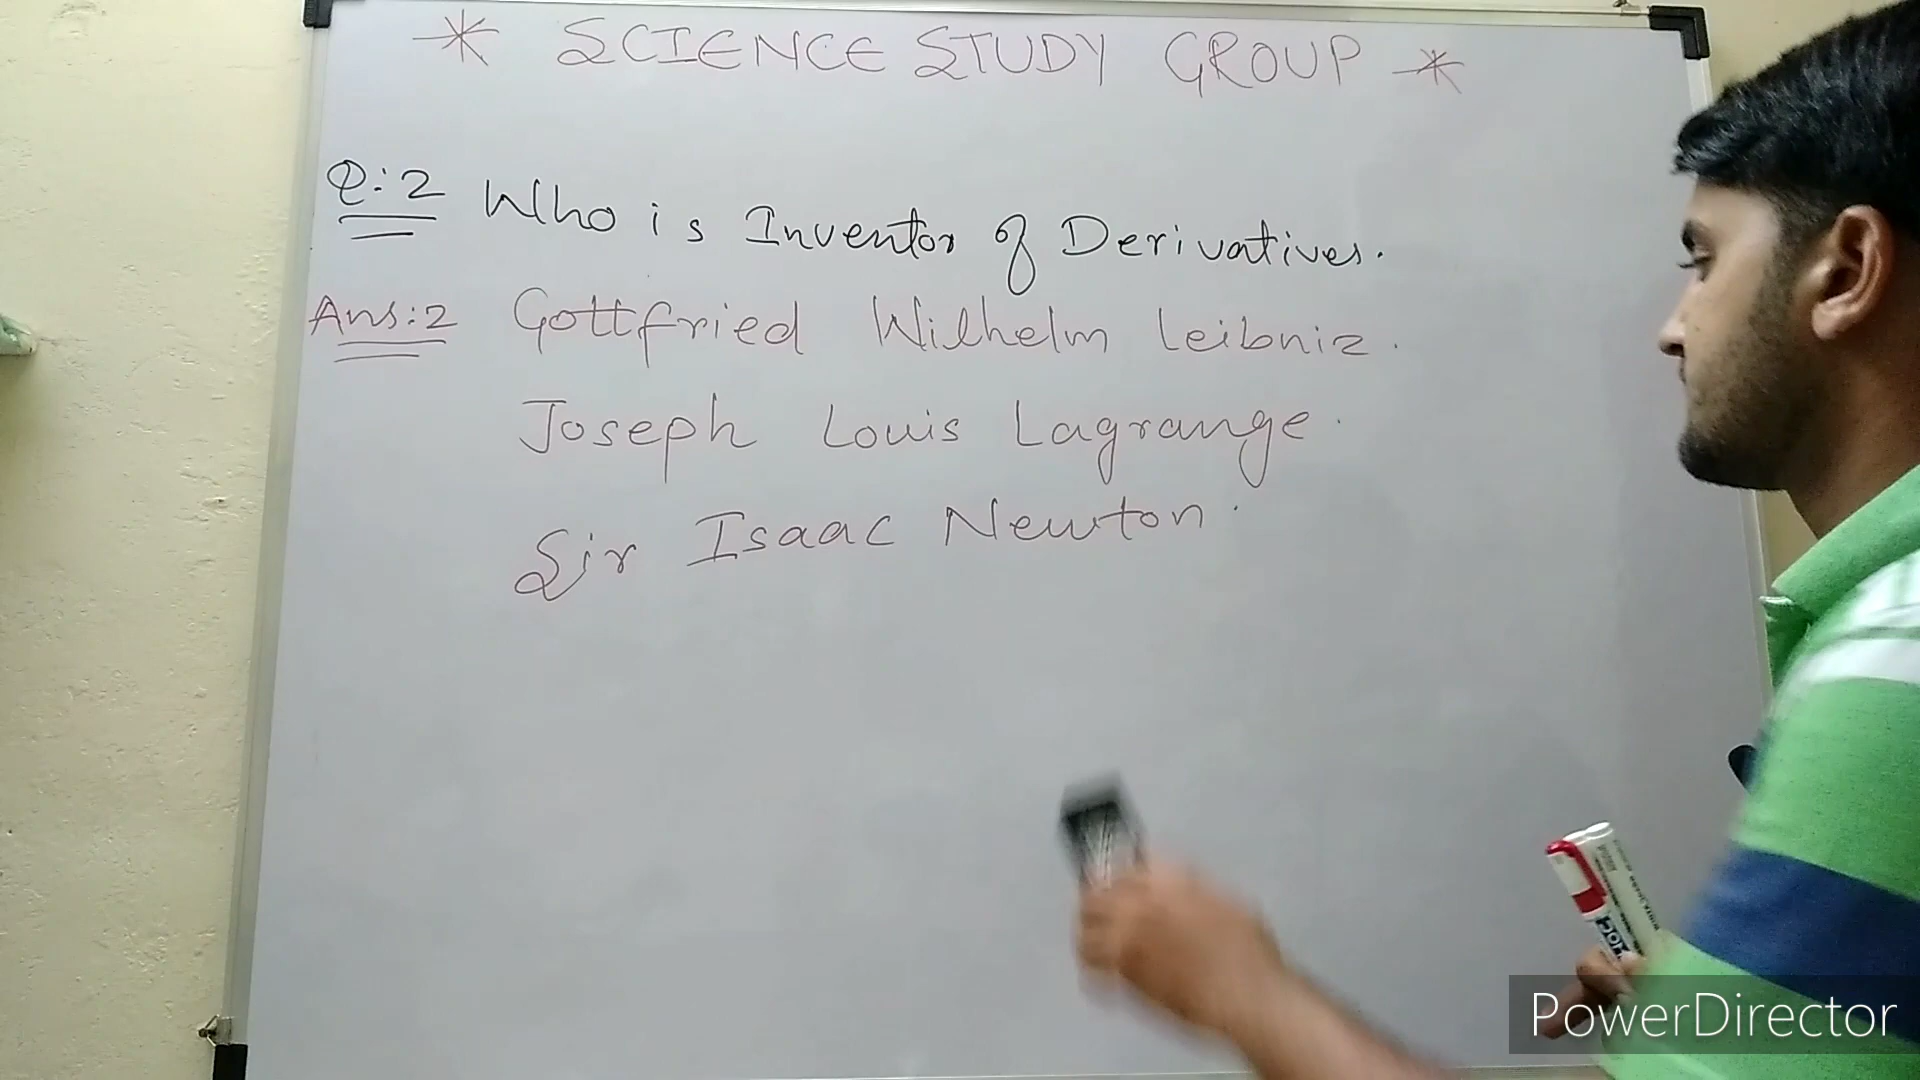 * SCIENCE STUDY GROUP *
Q:2 Who is Inventor of Derivatives.
Ans:2 Gottfried Wilhelm Leibniz.
Joseph Louis Lagrange.
Sir Isaac Newton.
PowerDirector